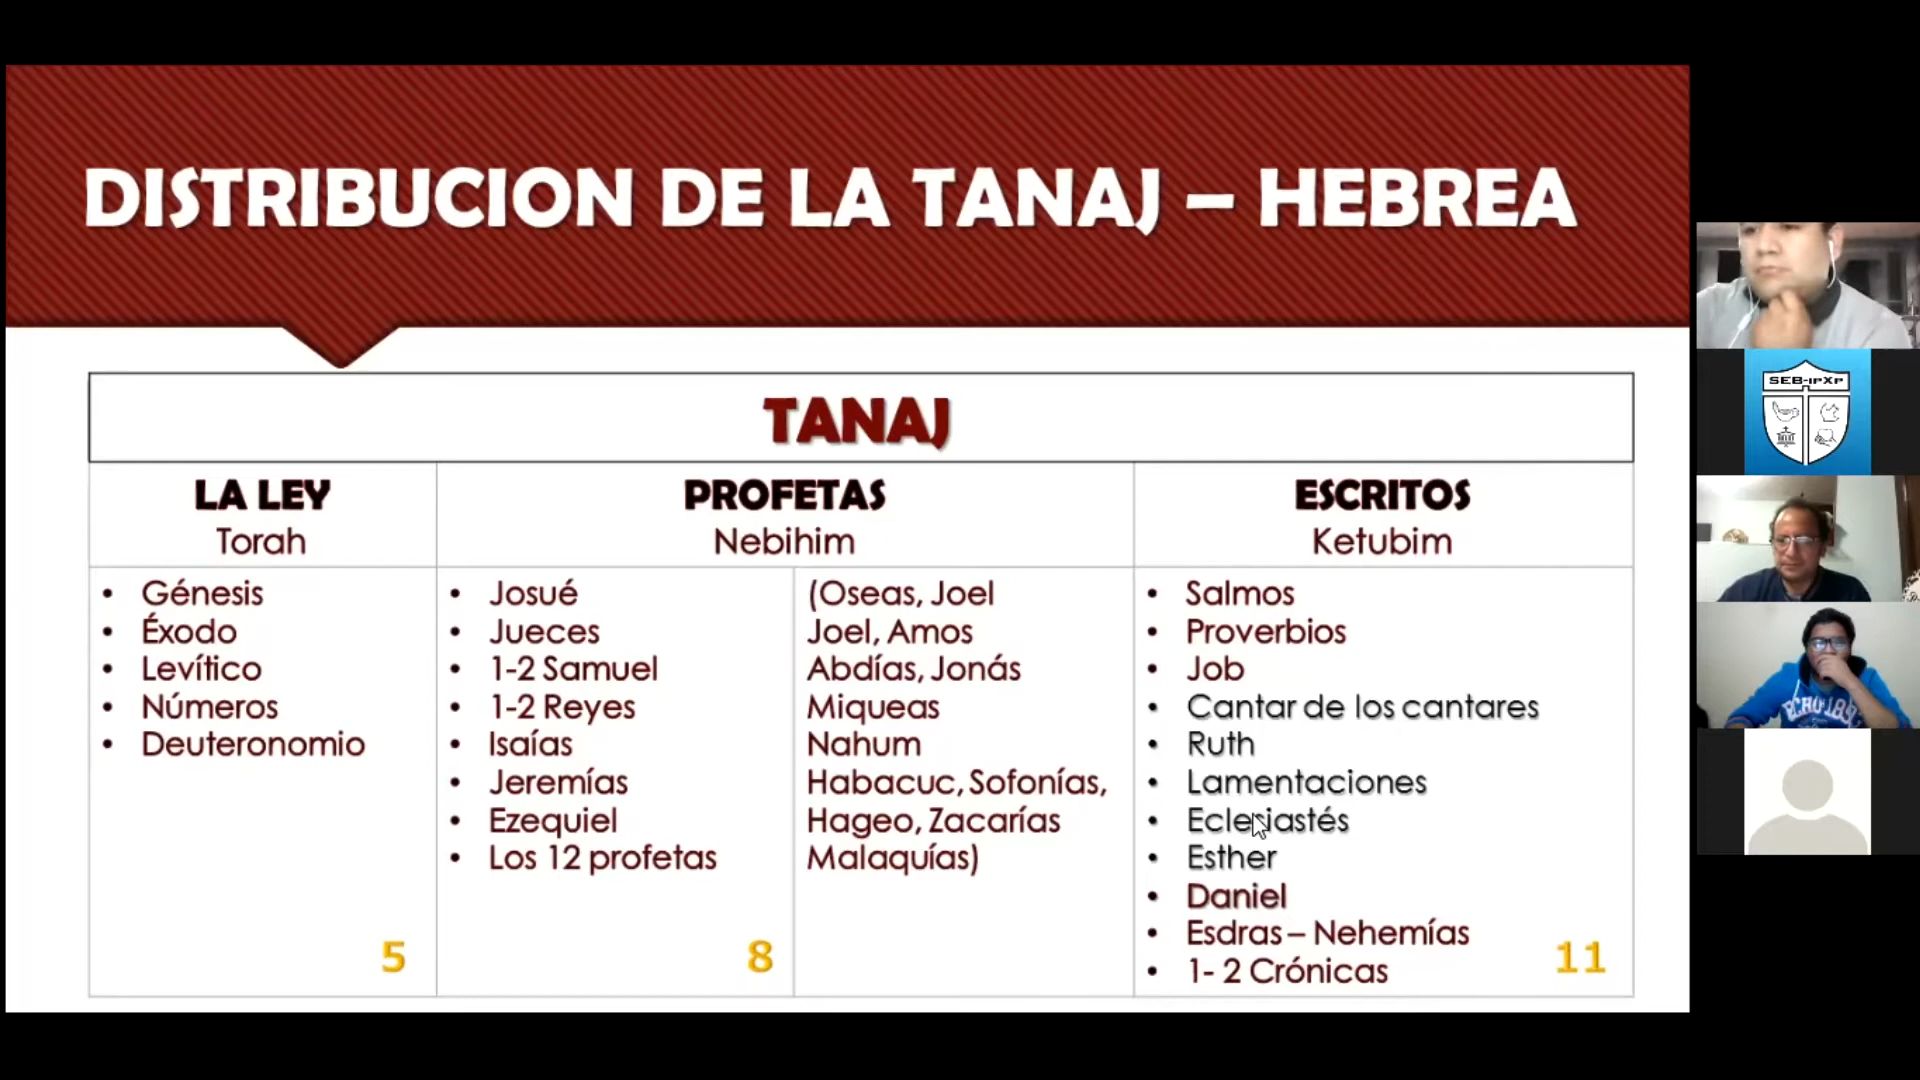 DISTRIBUCION DE LA TANAJ – HEBREA
TANAJ
LA LEY
Torah
• Génesis
• Éxodo
• Levítico
• Números
• Deuteronomio
5
PROFETAS
Nebihim
• Josué
• Jueces
• 1-2 Samuel
• 1-2 Reyes
• Isaías
• Jeremías
• Ezequiel
• Los 12 profetas
8
(Oseas, Joel
Joel, Amos
Abdías, Jonás
Miqueas
Nahum
Habacuc, Sofonías,
Hageo, Zacarías
Malaquías)
ESCRITOS
Ketubim
• Salmos
• Proverbios
• Job
• Cantar de los cantares
• Ruth
• Lamentaciones
• Eclesiastés
• Esther
• Daniel
• Esdras – Nehemías
• 1- 2 Crónicas
11
SEB-IPXP